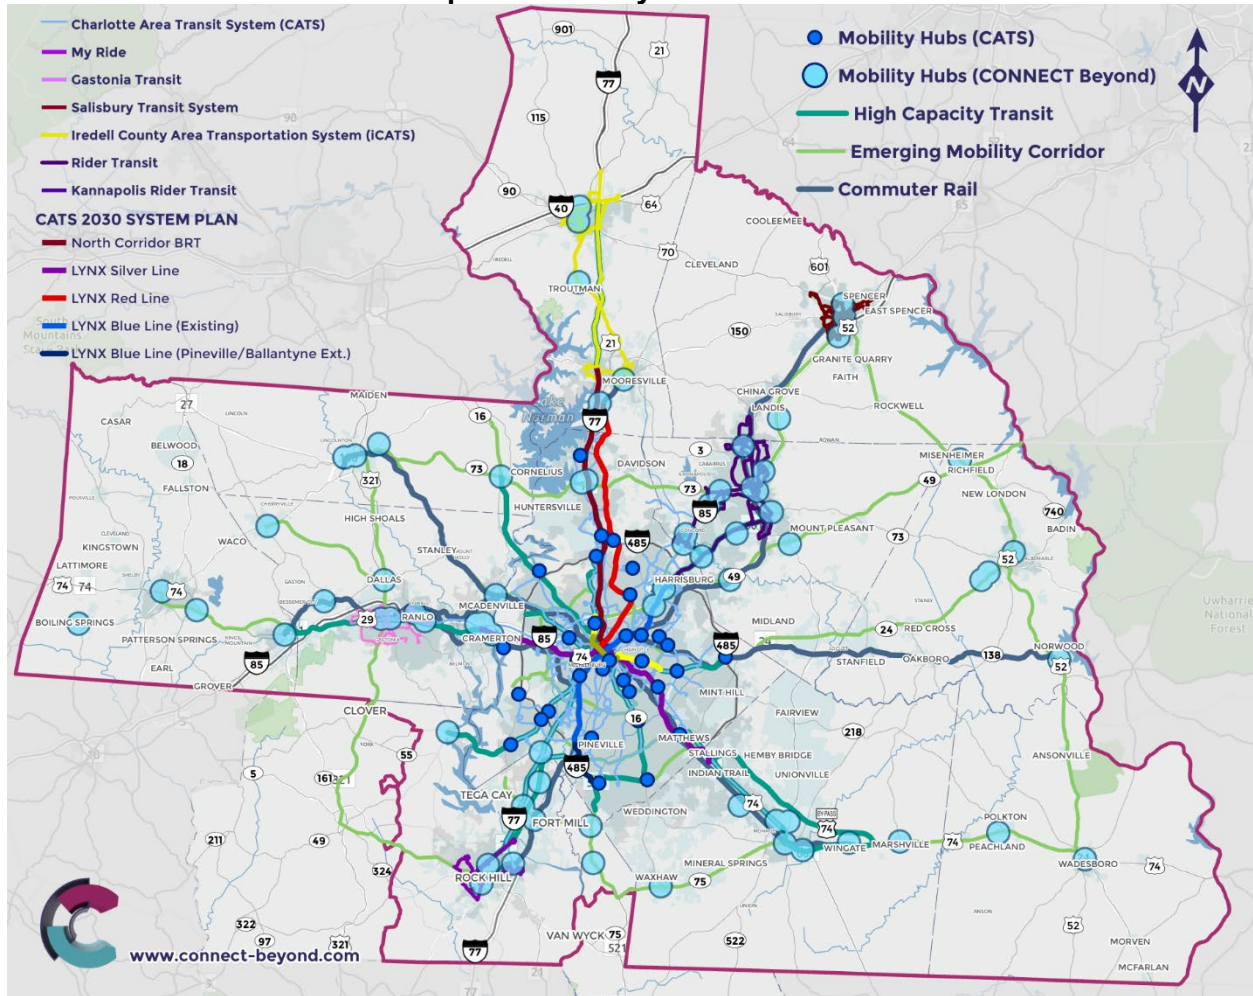 Charlotte Area Transit System (CATS)
My Ride
Gastonia Transit
Salisbury Transit System
Iredell County Area Transportation System (iCATS)
Rider Transit
Kannapolis Rider Transit
CATS 2030 SYSTEM PLAN
North Corridor BRT
LYNX Silver Line
LYNX Red Line
LYNX Blue Line (Existing)
LYNX Blue Line (Pineville/Ballantyne Ext.)
Mobility Hubs (CATS)
Mobility Hubs (CONNECT Beyond)
High Capacity Transit
Emerging Mobility Corridor
Commuter Rail
N
901
21
77
115
90
40
64
COOLEEMEE
70
CLEVELAND
601
TROUTMAN
SPENCER
EAST SPENCER
52
150
21
GRANITE QUARRY
FAITH
MOORESVILLE
CHINA GROVE
LANDIS
ROCKWELL
MAIDEN
27
CASAR
16
Lake
Norman
77
BELWOOD
18
FALLSTON
73
CORNELIUS
DAVIDSON
3
73
MISENHEIMER
RICHFIELD
49
321
HUNTERSVILLE
85
NEW LONDON
740
BADIN
HIGH SHOALS
MOUNT PLEASANT
73
KINGSTOWN
WACO
STANLEY
485
52
LATTIMORE
74
74
74
DALLAS
HARRISBURG
49
Uwharrie
National
Forest
MCADENVILLE
BOILING SPRINGS
PATTERSON SPRINGS
29
RANLO
MIDLAND
24
RED CROSS
CRAMERTON
85
485
EARL
85
74
STANFIELD
OAKBORO
138
NORWOOD
52
GROVER
MINT HILL
CLOVER
16
FAIRVIEW
218
55
PINEVILLE
MATTHEWS
STALLINGS
HEMBY BRIDGE
ANSONVILLE
5
161
321
485
INDIAN TRAIL
UNIONVILLE
TEGA CAY
74
BY-PASS
74
77
FORT MILL
WEDDINGTON
POLKTON
211
49
WINGATE
MARSHVILLE
74
PEACHLAND
324
ROCK HILL
MINERAL SPRINGS
WADESBORO
74
WAXHAW
75
322
97
321
VAN WYCK
75
521
522
52
77
MORVEN
MCFARLAN
www.connect-beyond.com